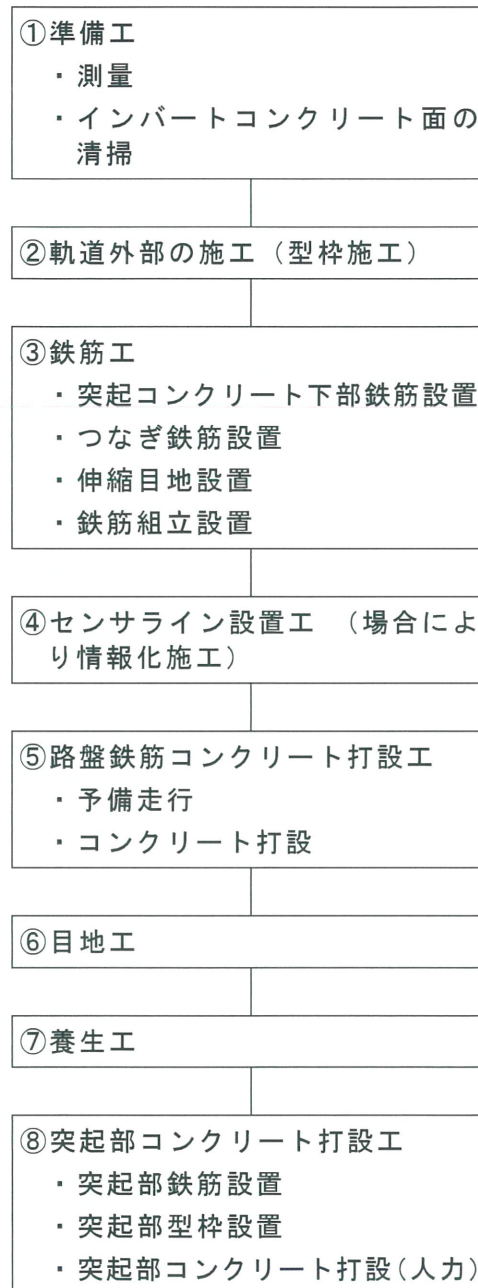 ①準備工
・測量
・インバートコンクリート面の
清掃
②軌道外部の施工（型枠施工）
③鉄筋工
・突起コンクリート下部鉄筋設置
・つなぎ鉄筋設置
・伸縮目地設置
・鉄筋組立設置
④センサライン設置工　（場合によ
り情報化施工）
⑤路盤鉄筋コンクリート打設工
・予備走行
・コンクリート打設
⑥目地工
⑦養生工
⑧突起部コンクリート打設工
・突起部鉄筋設置
・突起部型枠設置
・突起部コンクリート打設（人力）